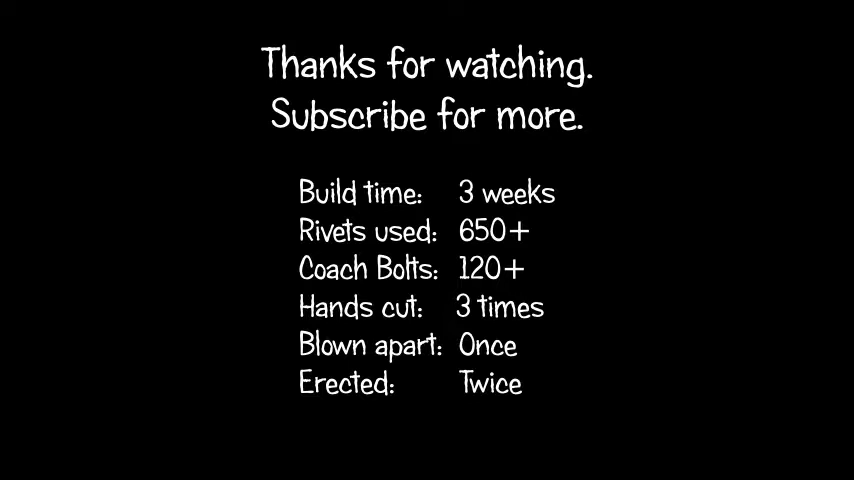 Thanks for watching.
Subscribe for more.
Build time: 3 weeks
Rivets used: 650+
Coach Bolts: 120+
Hands cut: 3 times
Blown apart: Once
Erected: Twice